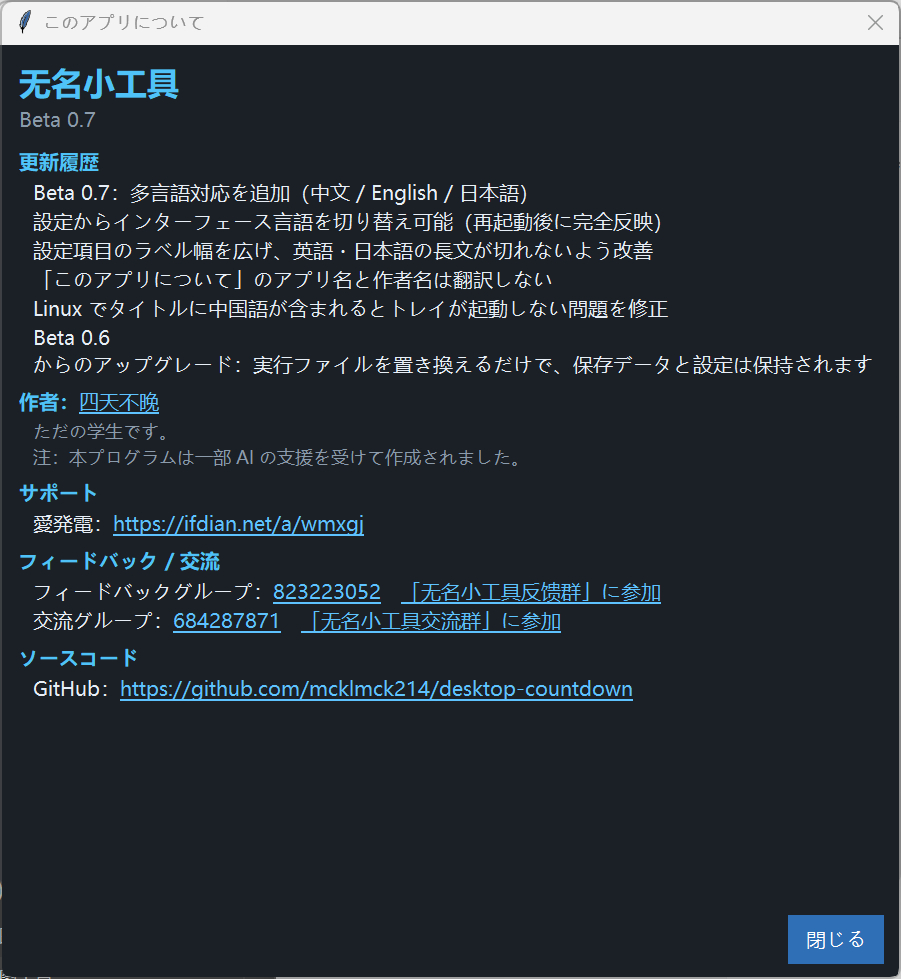 このアプリについて
无名小工具
Beta 0.7
更新履歴
Beta 0.7：多言語対応を追加（中文 / English / 日本語）
設定からインターフェース言語を切り替え可能（再起動後に完全反映）
設定項目のラベル幅を広げ、英語・日本語の長文が切れないよう改善
「このアプリについて」のアプリ名と作者名は翻訳しない
Linux でタイトルに中国語が含まれるとトレイが起動しない問題を修正
Beta 0.6
からのアップグレード：実行ファイルを置き換えるだけで、保存データと設定は保持されます
作者：四天不晚
ただの学生です。
注：本プログラムは一部 AI の支援を受けて作成されました。
サポート
愛発電：https://ifdian.net/a/wmxgj
フィードバック / 交流
フィードバックグループ：823223052 「无名小工具反馈群」に参加
交流グループ：684287871 「无名小工具交流群」に参加
ソースコード
GitHub：https://github.com/mcklmck214/desktop-countdown
閉じる